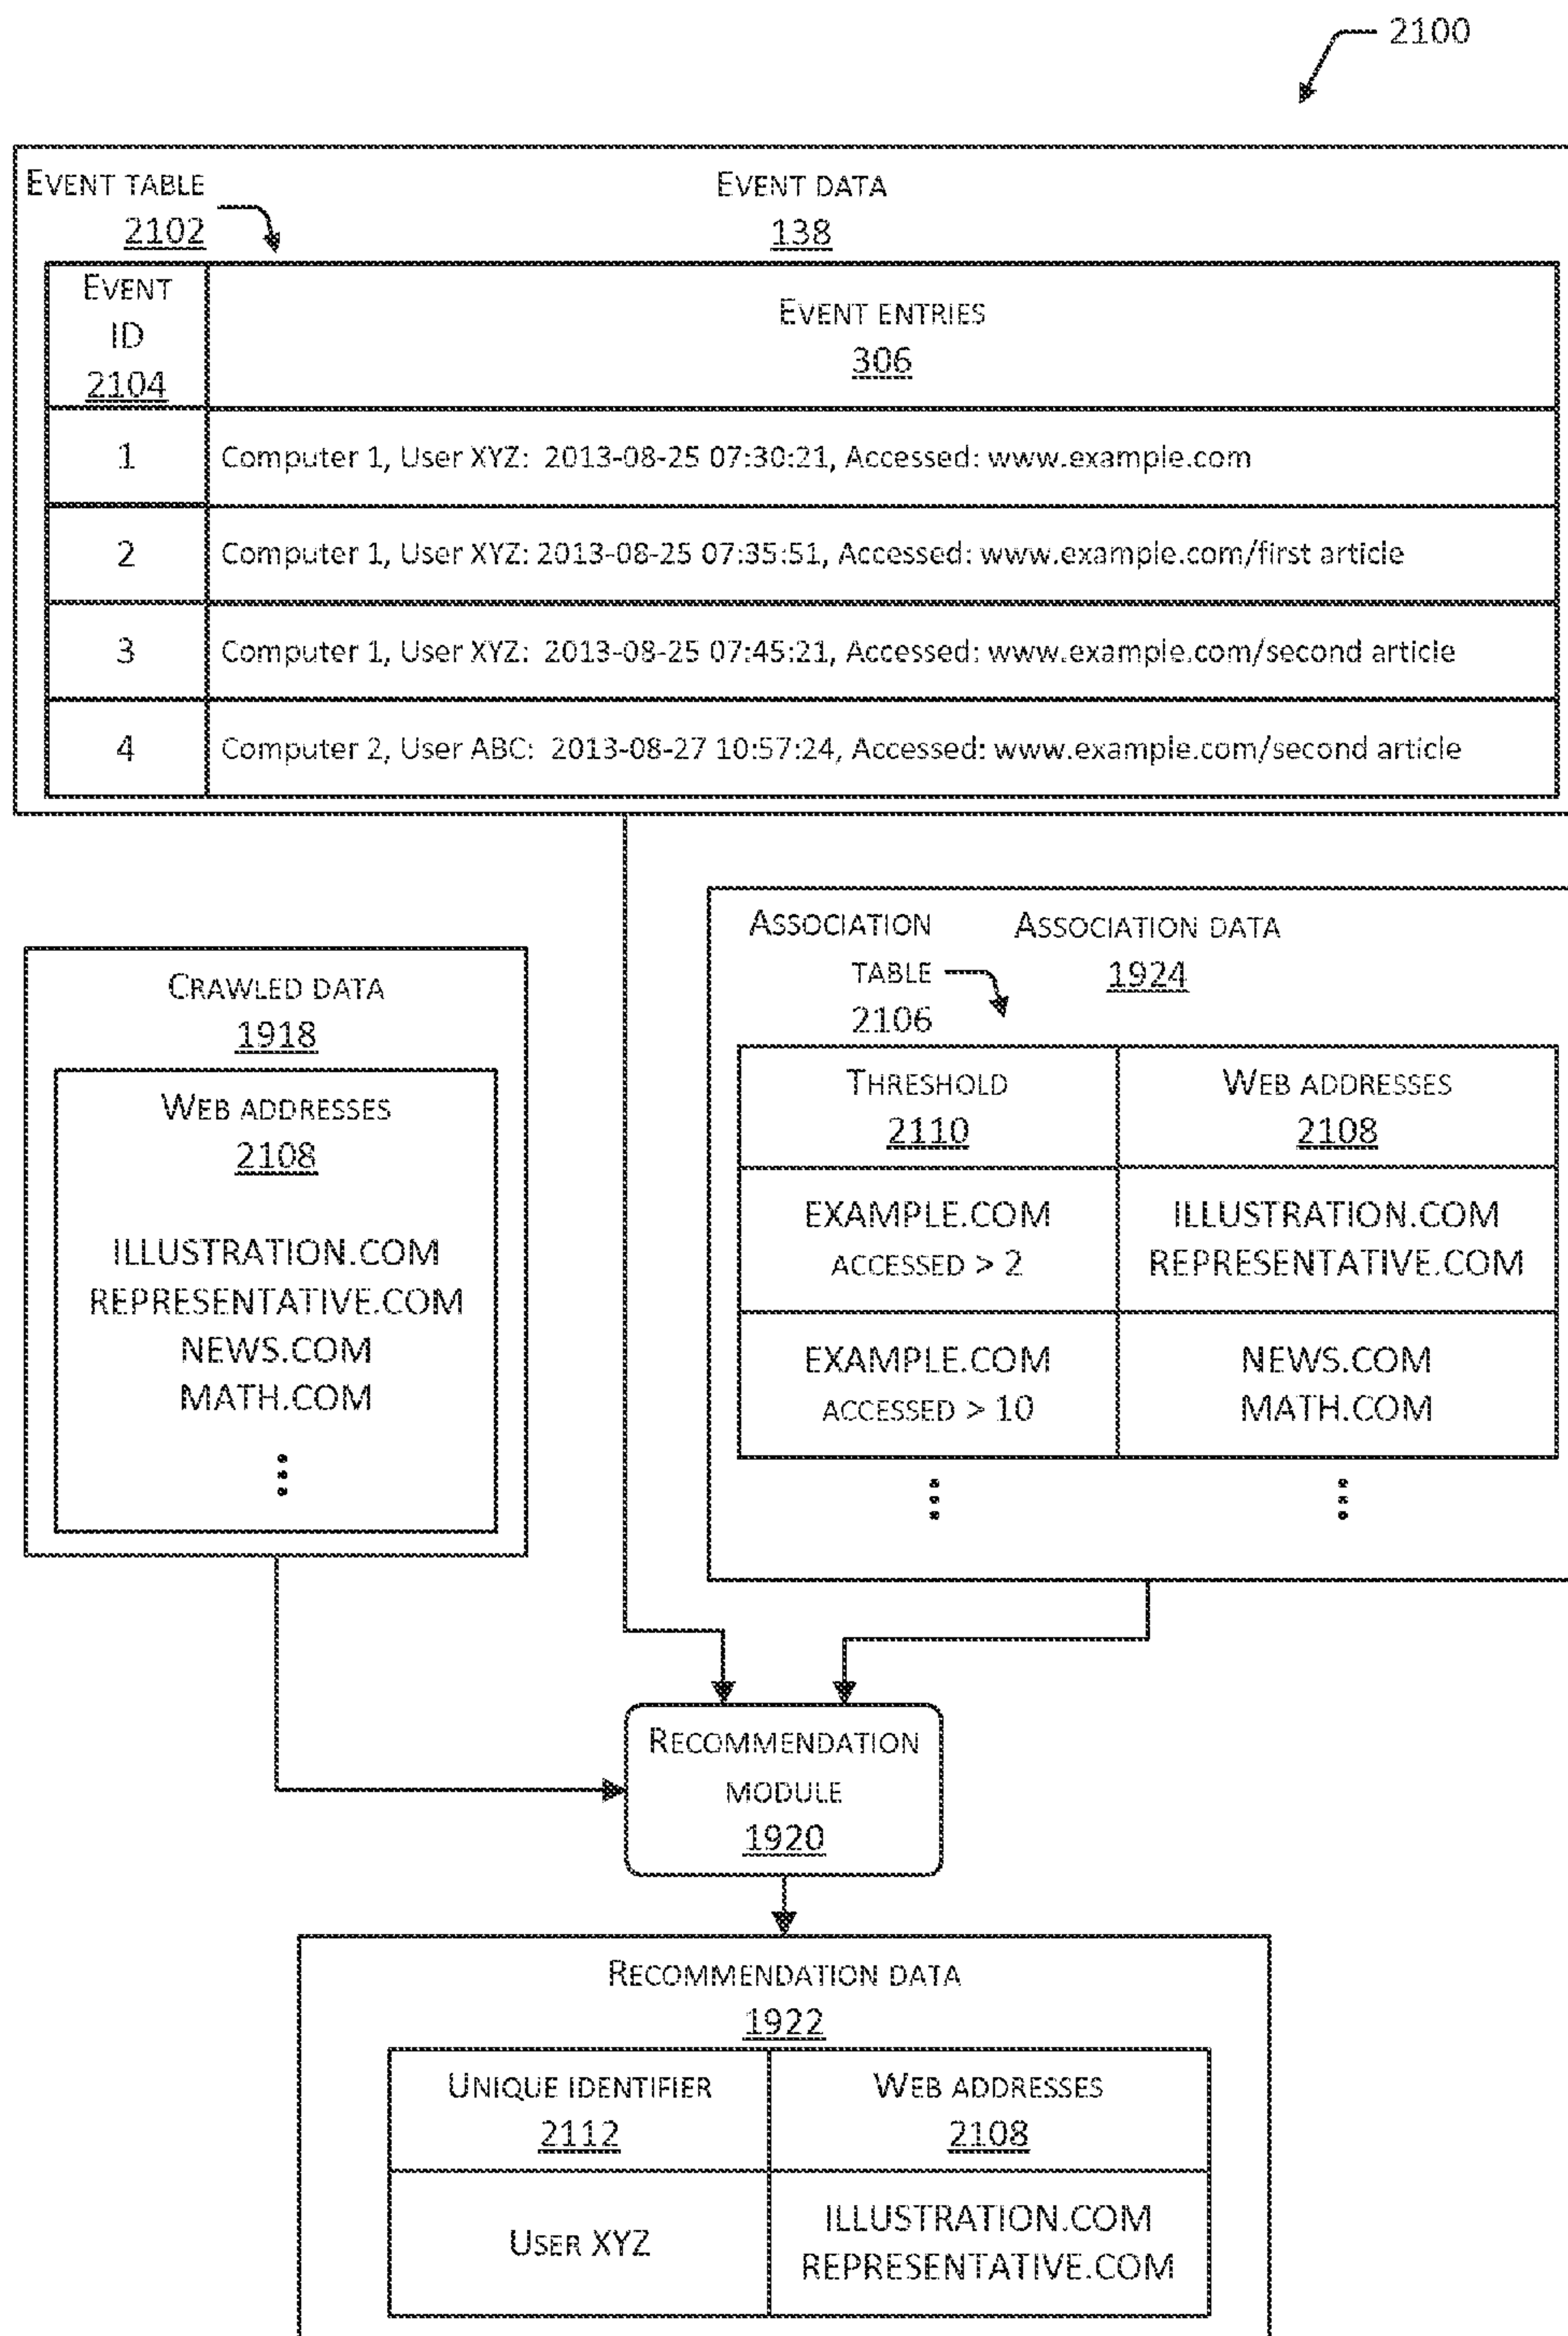 2100
EVENT TABLE
2102
EVENT DATA
138
EVENT
ID
2104
EVENT ENTRIES
306
1
Computer 1, User XYZ: 2013-08-25 07:30:21, Accessed: www.example.com
2
Computer 1, User XYZ: 2013-08-25 07:35:51, Accessed: www.example.com/first article
3
Computer 1, User XYZ: 2013-08-25 07:45:21, Accessed: www.example.com/second article
4
Computer 2, User ABC: 2013-08-27 10:57:24, Accessed: www.example.com/second article
CRAWLED DATA
1918
WEB ADDRESSES
2108
ILLUSTRATION.COM
REPRESENTATIVE.COM
NEWS.COM
MATH.COM
ASSOCIATION
TABLE
2106
ASSOCIATION DATA
1924
THRESHOLD
2110
WEB ADDRESSES
2108
EXAMPLE.COM
ACCESSED > 2
ILLUSTRATION.COM
REPRESENTATIVE.COM
EXAMPLE.COM
ACCESSED > 10
NEWS.COM
MATH.COM
RECOMMENDATION
MODULE
1920
RECOMMENDATION DATA
1922
UNIQUE IDENTIFIER
2112
WEB ADDRESSES
2108
USER XYZ
ILLUSTRATION.COM
REPRESENTATIVE.COM